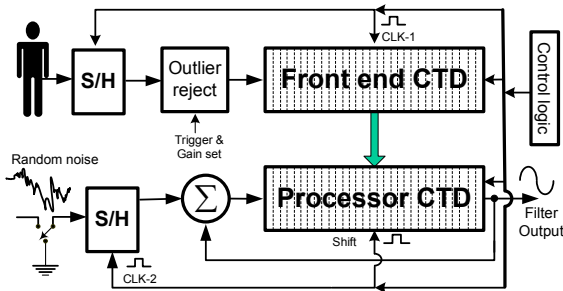 CLK-1
S/H
Outlier
reject
Front end CTD
Control logic
Trigger &
Gain set
Random noise
S/H
Σ
Processor CTD
Filter
Output
Shift
CLK-2